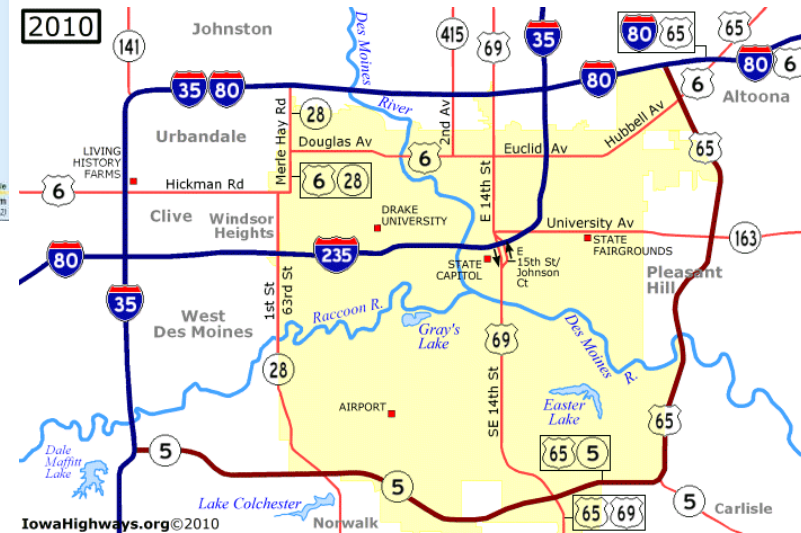 2010
Johnston
141
Des Moines
River
415
69
35
80
65
65
80
6
35
80
80
6
Altoona
28
Merle Hay Rd
Urbandale
LIVING
HISTORY
FARMS
Douglas Av
6
2nd Av
Euclid Av
Hubbell Av
65
6
Hickman Rd
6
28
E 14th St
Clive
Windsor
Heights
DRAKE
UNIVERSITY
University Av
163
STATE
FAIRGROUNDS
80
235
STATE
CAPITOL
E
15th St/
Johnson
Ct
Pleasant
Hill
35
1st St
63rd St
Raccoon R.
Gray's
Lake
West
Des Moines
69
Des Moines
R.
28
SE 14th St
AIRPORT
Easter
Lake
65
5
65
5
Dale
Maffitt
Lake
5
Lake Colchester
5
Carlisle
65
69
Norwalk
IowaHighways.org©2010